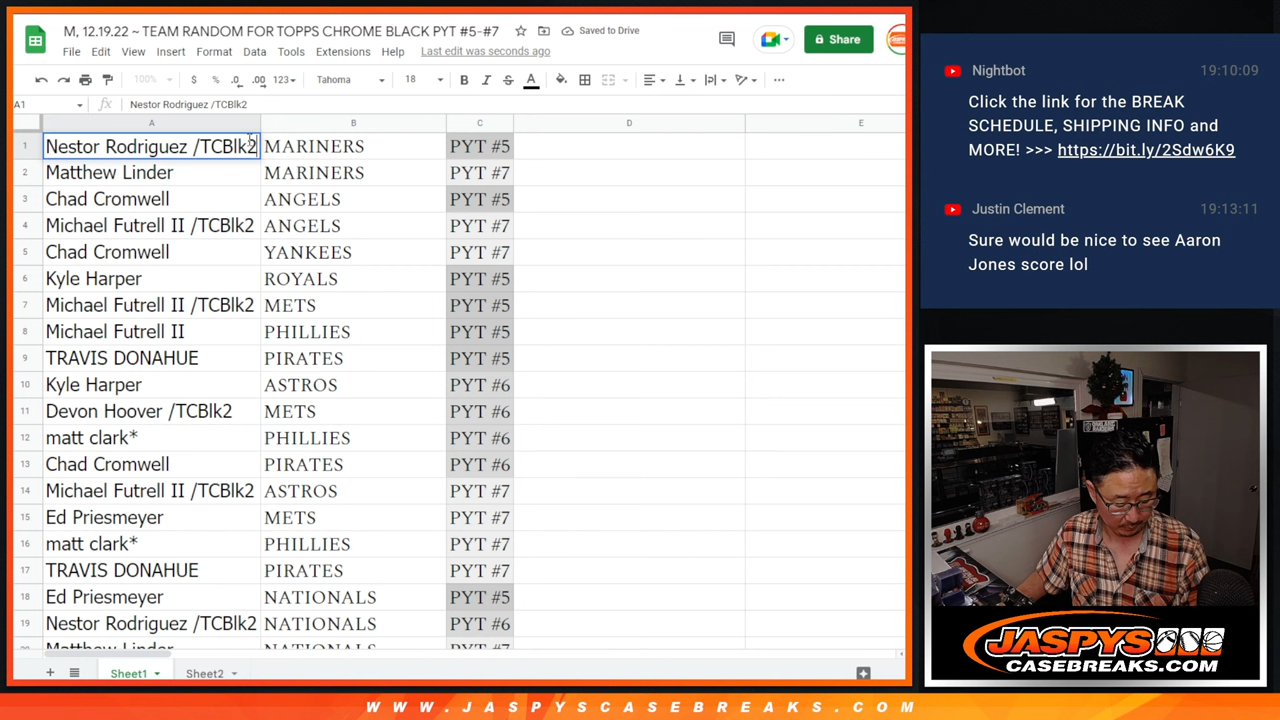 M, 12.19.22 ~ TEAM RANDOM FOR TOPPS CHROME BLACK PYT #5-#7
Saved to Drive
File Edit View Insert Format Data Tools Extensions Help Last edit was seconds ago
Share
100% $ % .0 .00 123 Tahoma 18 B I S A
A1 fx Nestor Rodriguez /TCBlk2
A B C D E
1 Nestor Rodriguez /TCBlk2 MARINERS PYT #5
2 Matthew Linder MARINERS PYT #7
3 Chad Cromwell ANGELS PYT #5
4 Michael Futrell II /TCBlk2 ANGELS PYT #7
5 Chad Cromwell YANKEES PYT #7
6 Kyle Harper ROYALS PYT #5
7 Michael Futrell II /TCBlk2 METS PYT #5
8 Michael Futrell II PHILLIES PYT #5
9 TRAVIS DONAHUE PIRATES PYT #5
10 Kyle Harper ASTROS PYT #6
11 Devon Hoover /TCBlk2 METS PYT #6
12 matt clark* PHILLIES PYT #6
13 Chad Cromwell PIRATES PYT #6
14 Michael Futrell II /TCBlk2 ASTROS PYT #7
15 Ed Priesmeyer METS PYT #7
16 matt clark* PHILLIES PYT #7
17 TRAVIS DONAHUE PIRATES PYT #7
18 Ed Priesmeyer NATIONALS PYT #5
19 Nestor Rodriguez /TCBlk2 NATIONALS PYT #6
Matthew Linder NATIONALS PYT #7
Sheet1 Sheet2
Nightbot 19:10:09
Click the link for the BREAK
SCHEDULE, SHIPPING INFO and
MORE! >>> https://bit.ly/2Sdw6K9
Justin Clement 19:13:11
Sure would be nice to see Aaron
Jones score lol
JASPYS
CASEBREAKS.COM
WWW.JASPYSCASEBREAKS.COM